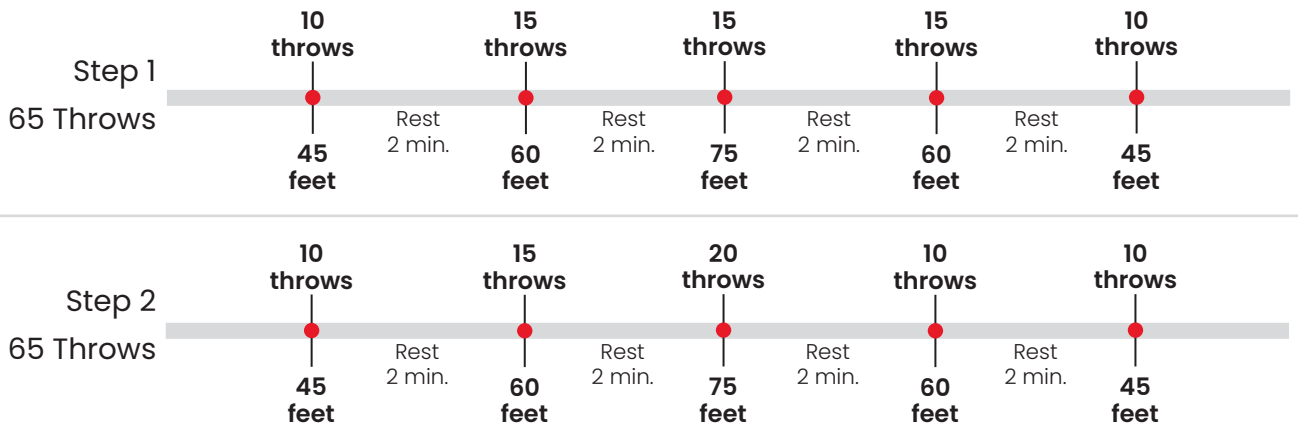 10 15 15 15 10
throws throws throws throws throws
Step 1
65 Throws
Rest Rest Rest Rest
2 min. 2 min. 2 min. 2 min.
45 60 75 60 45
feet feet feet feet feet
10 15 20 10 10
throws throws throws throws throws
Step 2
65 Throws
Rest Rest Rest Rest
2 min. 2 min. 2 min. 2 min.
45 60 75 60 45
feet feet feet feet feet